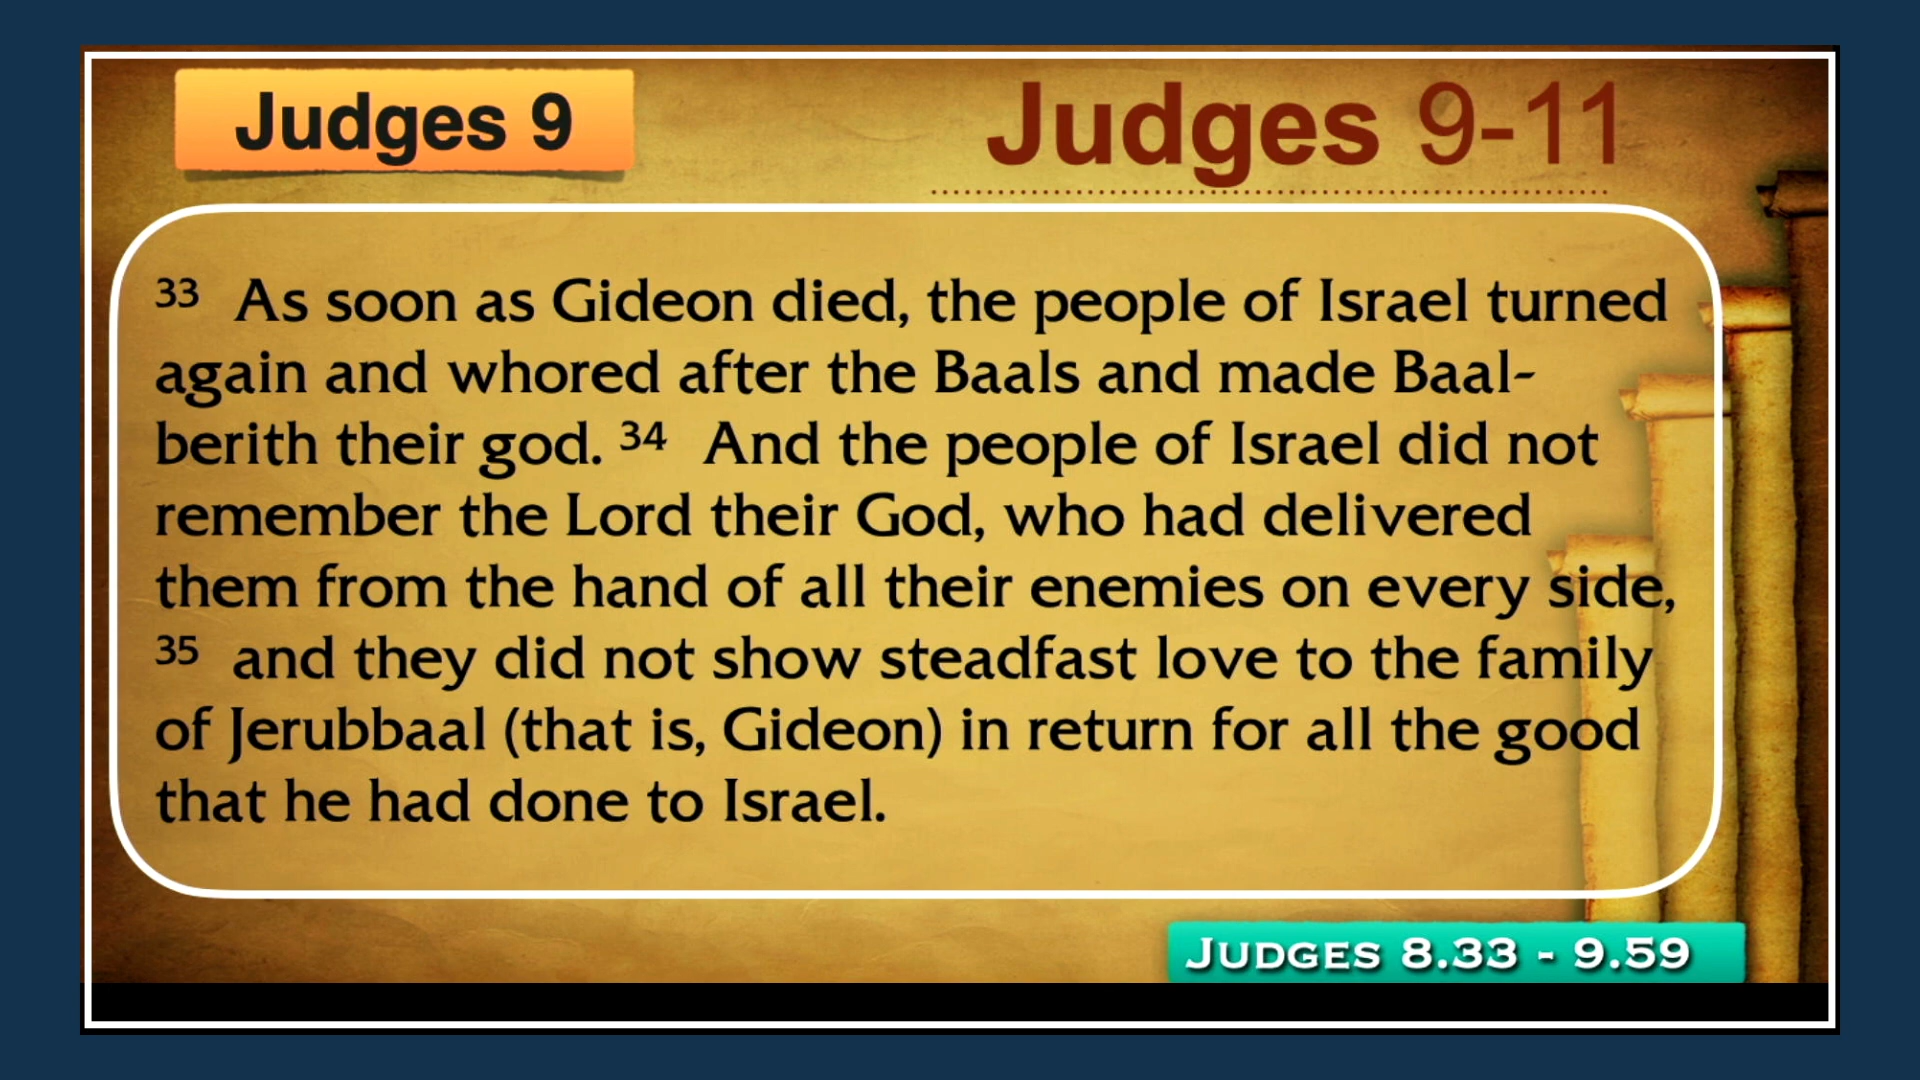 Judges 9
Judges 9-11
33 As soon as Gideon died, the people of Israel turned
again and whored after the Baals and made Baal-
berith their god. 34 And the people of Israel did not
remember the Lord their God, who had delivered
them from the hand of all their enemies on every side,
35 and they did not show steadfast love to the family
of Jerubbaal (that is, Gideon) in return for all the good
that he had done to Israel.
Judges 8.33 - 9.59